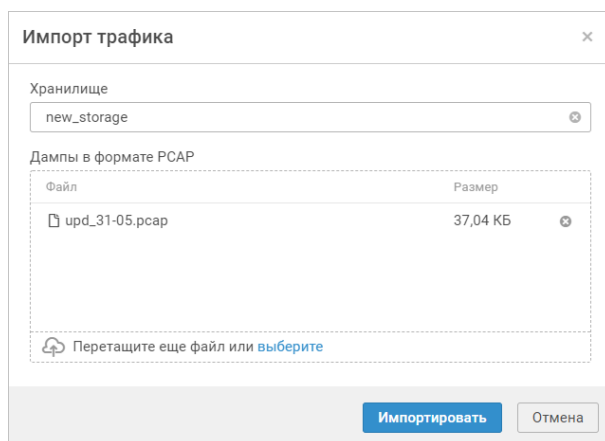 Импорт трафика
Хранилище
new_storage
Дампы в формате PCAP
Файл Размер
upd_31-05.pcap 37,04 КБ
Перетащите еще файл или выберите
Импортировать Отмена